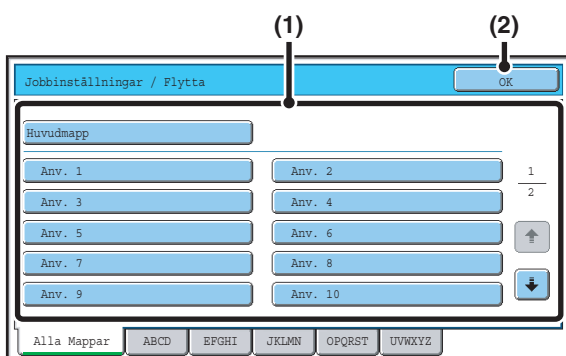 (1) (2)
Jobbinställningar / Flytta OK
Huvudmapp
Anv. 1 Anv. 2 1
Anv. 3 Anv. 4 2
Anv. 5 Anv. 6
Anv. 7 Anv. 8
Anv. 9 Anv. 10
Alla Mappar ABCD EFGHI JKLMN OPQRST UVWXYZ